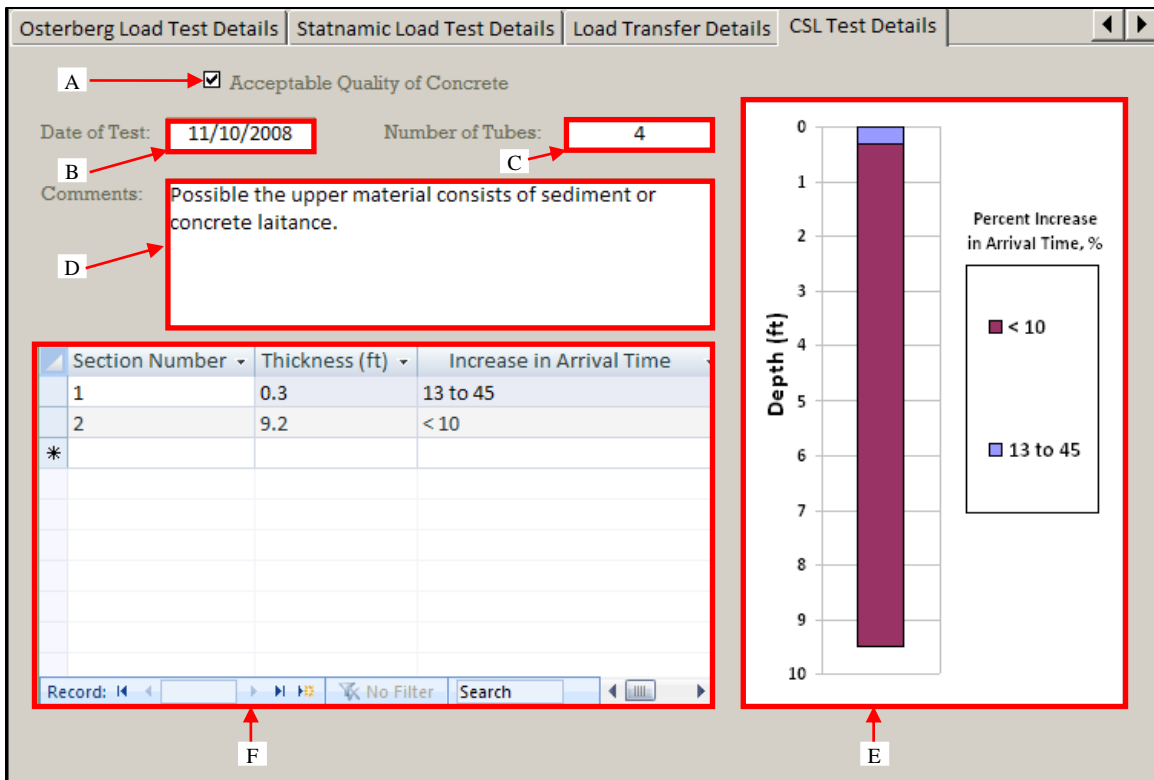 Osterberg Load Test Details
Statnamic Load Test Details
Load Transfer Details
CSL Test Details
A
Acceptable Quality of Concrete
Date of Test:
11/10/2008
Number of Tubes:
4
B
C
Comments:
Possible the upper material consists of sediment or
concrete laitance.
D
Section Number
Thickness (ft)
Increase in Arrival Time
1
0.3
13 to 45
2
9.2
< 10
Record:
No Filter
Search
F
0
1
2
3
4
5
6
7
8
9
10
Depth (ft)
Percent Increase
in Arrival Time, %
< 10
13 to 45
E